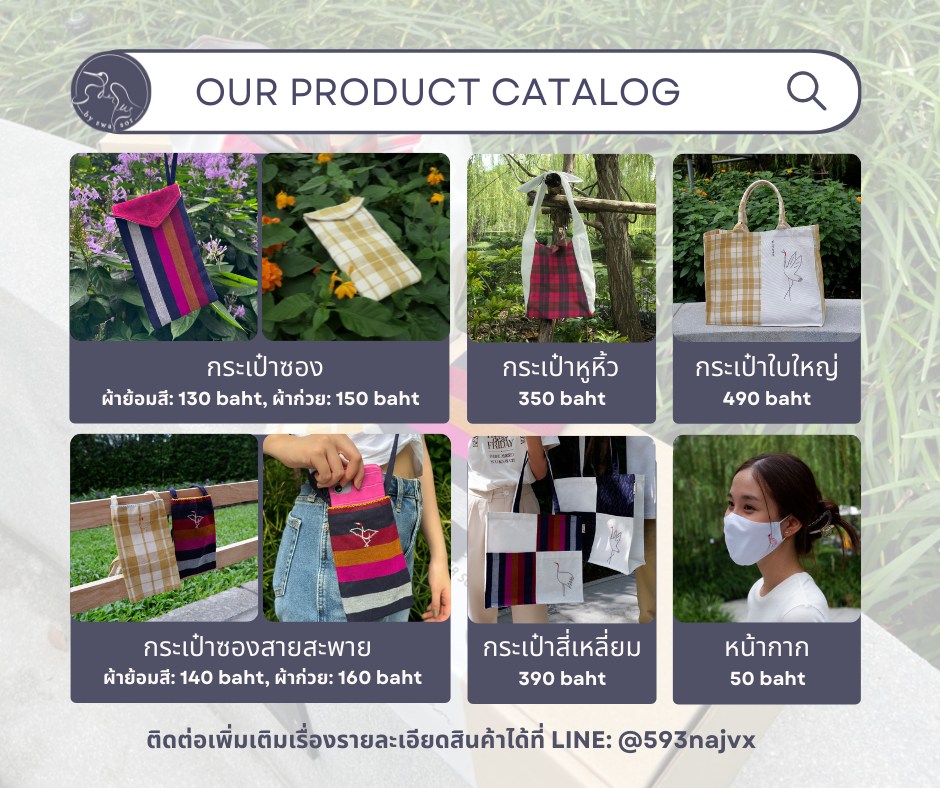 OUR PRODUCT CATALOG
กระเป๋าซอง
ผ้าย้อมสี: 130 baht, ผ้าก่วย: 150 baht
กระเป๋าหูหิ้ว
350 baht
กระเป๋าใบใหญ่
490 baht
กระเป๋าซองสายสะพาย
ผ้าย้อมสี: 140 baht, ผ้าก่วย: 160 baht
กระเป๋าสี่เหลี่ยม
390 baht
หน้ากาก
50 baht
ติดต่อเพิ่มเติมเรื่องรายละเอียดสินค้าได้ที่ LINE: @593najvx